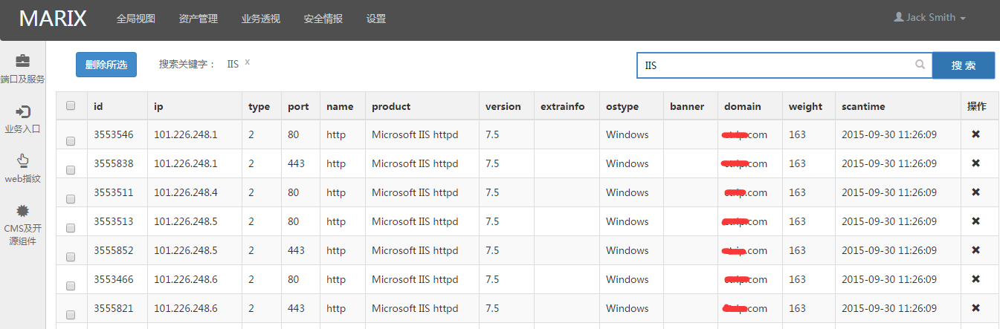 MARIX 全局视图 资产管理 业务透视 安全情报 设置 Jack Smith
端口及服务
业务入口
web指纹
CMS及开
源组件
删除所选 搜索关键字： IIS x IIS 搜 索
id ip type port name product version extrainfo ostype banner domain weight scantime 操作
3553546 101.226.248.1 2 80 http Microsoft IIS httpd 7.5 Windows .com 163 2015-09-30 11:26:09
3555838 101.226.248.1 2 443 http Microsoft IIS httpd 7.5 Windows .com 163 2015-09-30 11:26:09
3553511 101.226.248.4 2 80 http Microsoft IIS httpd 7.5 Windows .com 163 2015-09-30 11:26:09
3553513 101.226.248.5 2 80 http Microsoft IIS httpd 7.5 Windows .com 163 2015-09-30 11:26:09
3555852 101.226.248.5 2 443 http Microsoft IIS httpd 7.5 Windows .com 163 2015-09-30 11:26:09
3553466 101.226.248.6 2 80 http Microsoft IIS httpd 7.5 Windows .com 163 2015-09-30 11:26:09
3555821 101.226.248.6 2 443 http Microsoft IIS httpd 7.5 Windows .com 163 2015-09-30 11:26:09